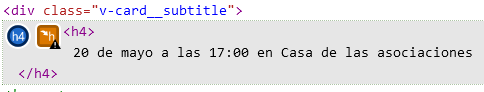 <div class="v-card__subtitle">
h4 h <h4>
20 de mayo a las 17:00 en Casa de las asociaciones
</h4>